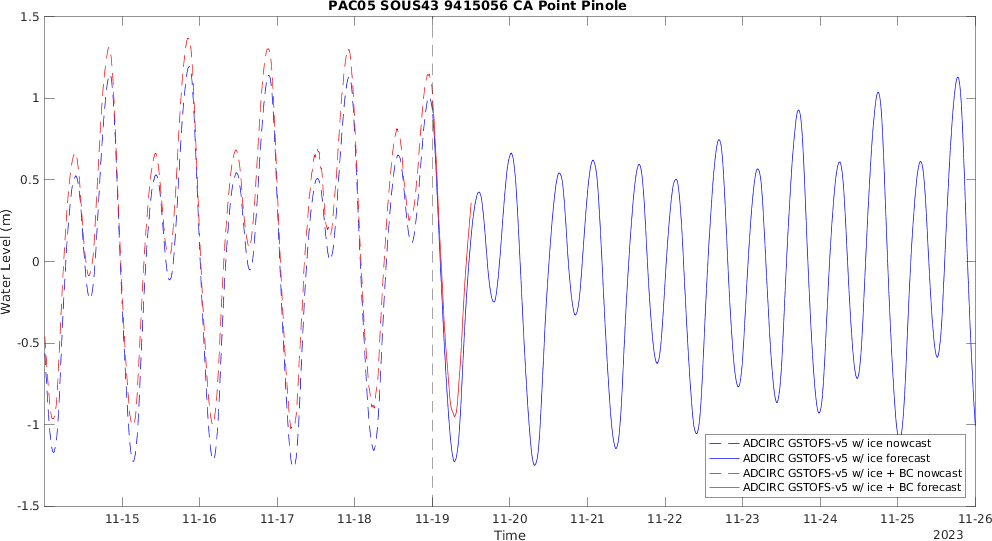 PAC05 SOUS43 9415056 CA Point Pinole
1.5
1
0.5
0
-0.5
-1
-1.5
Water Level (m)
ADCIRC GSTOFS-v5 w/ ice nowcast
ADCIRC GSTOFS-v5 w/ ice forecast
ADCIRC GSTOFS-v5 w/ ice + BC nowcast
ADCIRC GSTOFS-v5 w/ ice + BC forecast
11-15 11-16 11-17 11-18 11-19 11-20 11-21 11-22 11-23 11-24 11-25 11-26
Time
2023